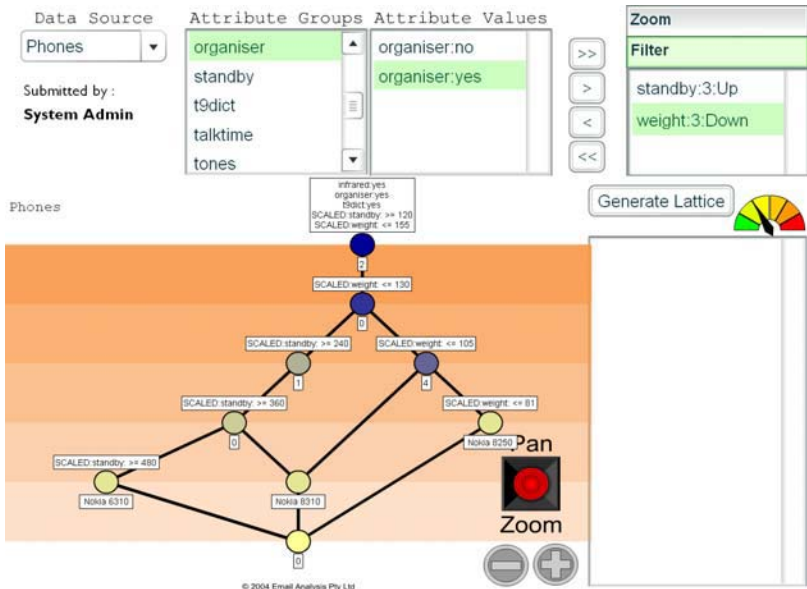 Data Source
Attribute Groups
Attribute Values
Zoom
Phones
organiser
organiser:no
Filter
standby
organiser:yes
>>
Submitted by :
t9dict
>
standby:3:Up
System Admin
talktime
<
weight:3:Down
tones
<<
Phones
infrared:yes
organiser:yes
t9dict:yes
SCALED:standby: >= 120
SCALED:weight: <= 155
Generate Lattice
2
SCALED:weight: <= 130
0
SCALED:standby: >= 240
SCALED:weight: <= 105
1
4
SCALED:standby: >= 360
SCALED:weight: <= 81
0
Nokia 8250
Pan
SCALED:standby: >= 480
Nokia 6310
Nokia 8310
Zoom
0
© 2004 Email Analysis Pty Ltd